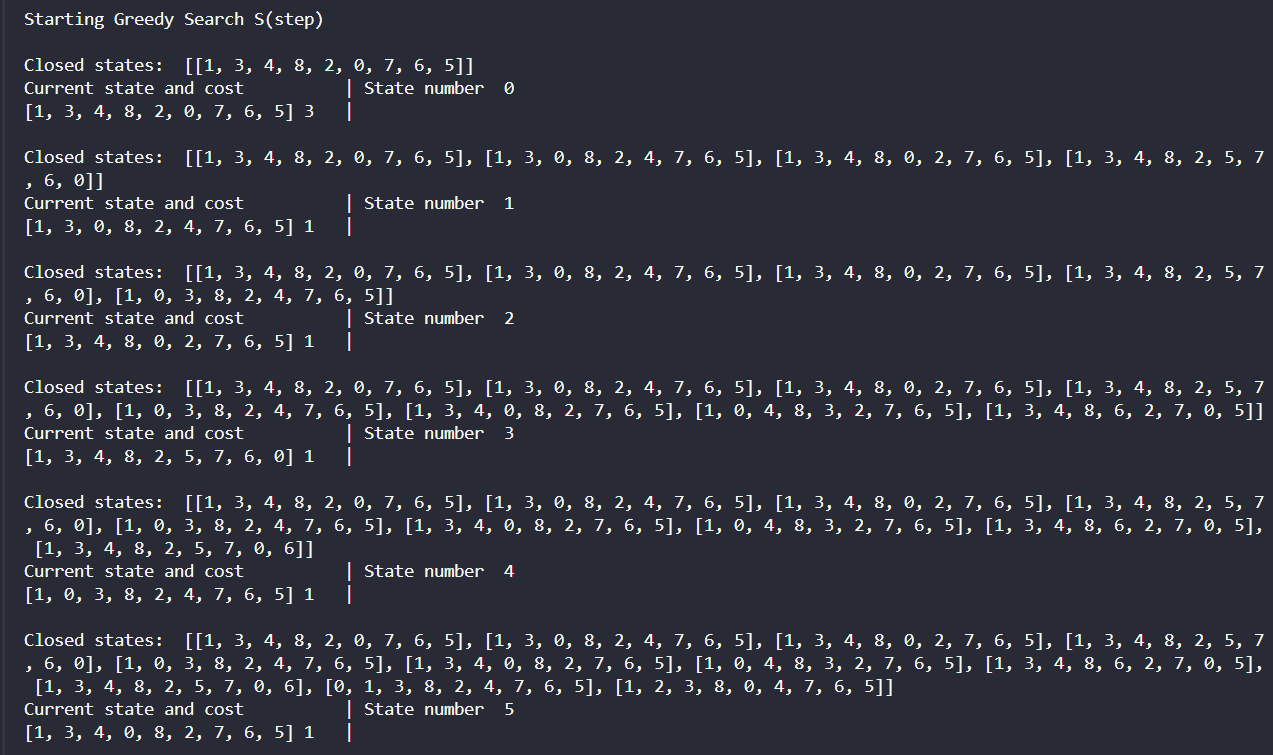 Starting Greedy Search S(step)
Closed states:  [[1, 3, 4, 8, 2, 0, 7, 6, 5]]
Current state and cost          | State number  0
[1, 3, 4, 8, 2, 0, 7, 6, 5] 3   |
Closed states:  [[1, 3, 4, 8, 2, 0, 7, 6, 5], [1, 3, 0, 8, 2, 4, 7, 6, 5], [1, 3, 4, 8, 0, 2, 7, 6, 5], [1, 3, 4, 8, 2, 5, 7
, 6, 0]]
Current state and cost          | State number  1
[1, 3, 0, 8, 2, 4, 7, 6, 5] 1   |
Closed states:  [[1, 3, 4, 8, 2, 0, 7, 6, 5], [1, 3, 0, 8, 2, 4, 7, 6, 5], [1, 3, 4, 8, 0, 2, 7, 6, 5], [1, 3, 4, 8, 2, 5, 7
, 6, 0], [1, 0, 3, 8, 2, 4, 7, 6, 5]]
Current state and cost          | State number  2
[1, 3, 4, 8, 0, 2, 7, 6, 5] 1   |
Closed states:  [[1, 3, 4, 8, 2, 0, 7, 6, 5], [1, 3, 0, 8, 2, 4, 7, 6, 5], [1, 3, 4, 8, 0, 2, 7, 6, 5], [1, 3, 4, 8, 2, 5, 7
, 6, 0], [1, 0, 3, 8, 2, 4, 7, 6, 5], [1, 3, 4, 0, 8, 2, 7, 6, 5], [1, 0, 4, 8, 3, 2, 7, 6, 5], [1, 3, 4, 8, 6, 2, 7, 0, 5]]
Current state and cost          | State number  3
[1, 3, 4, 8, 2, 5, 7, 6, 0] 1   |
Closed states:  [[1, 3, 4, 8, 2, 0, 7, 6, 5], [1, 3, 0, 8, 2, 4, 7, 6, 5], [1, 3, 4, 8, 0, 2, 7, 6, 5], [1, 3, 4, 8, 2, 5, 7
, 6, 0], [1, 0, 3, 8, 2, 4, 7, 6, 5], [1, 3, 4, 0, 8, 2, 7, 6, 5], [1, 0, 4, 8, 3, 2, 7, 6, 5], [1, 3, 4, 8, 6, 2, 7, 0, 5],
 [1, 3, 4, 8, 2, 5, 7, 0, 6]]
Current state and cost          | State number  4
[1, 0, 3, 8, 2, 4, 7, 6, 5] 1   |
Closed states:  [[1, 3, 4, 8, 2, 0, 7, 6, 5], [1, 3, 0, 8, 2, 4, 7, 6, 5], [1, 3, 4, 8, 0, 2, 7, 6, 5], [1, 3, 4, 8, 2, 5, 7
, 6, 0], [1, 0, 3, 8, 2, 4, 7, 6, 5], [1, 3, 4, 0, 8, 2, 7, 6, 5], [1, 0, 4, 8, 3, 2, 7, 6, 5], [1, 3, 4, 8, 6, 2, 7, 0, 5],
 [1, 3, 4, 8, 2, 5, 7, 0, 6], [0, 1, 3, 8, 2, 4, 7, 6, 5], [1, 2, 3, 8, 0, 4, 7, 6, 5]]
Current state and cost          | State number  5
[1, 3, 4, 0, 8, 2, 7, 6, 5] 1   |